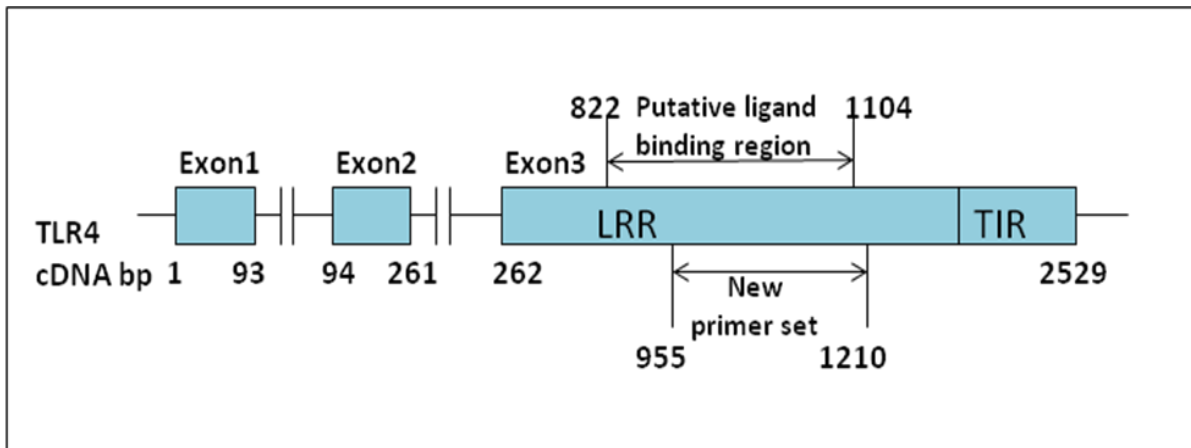 822 Putative ligand 1104
binding region
Exon1 Exon2 Exon3
LRR TIR
TLR4
cDNA bp 1 93 94 261 262 2529
New
primer set
955 1210